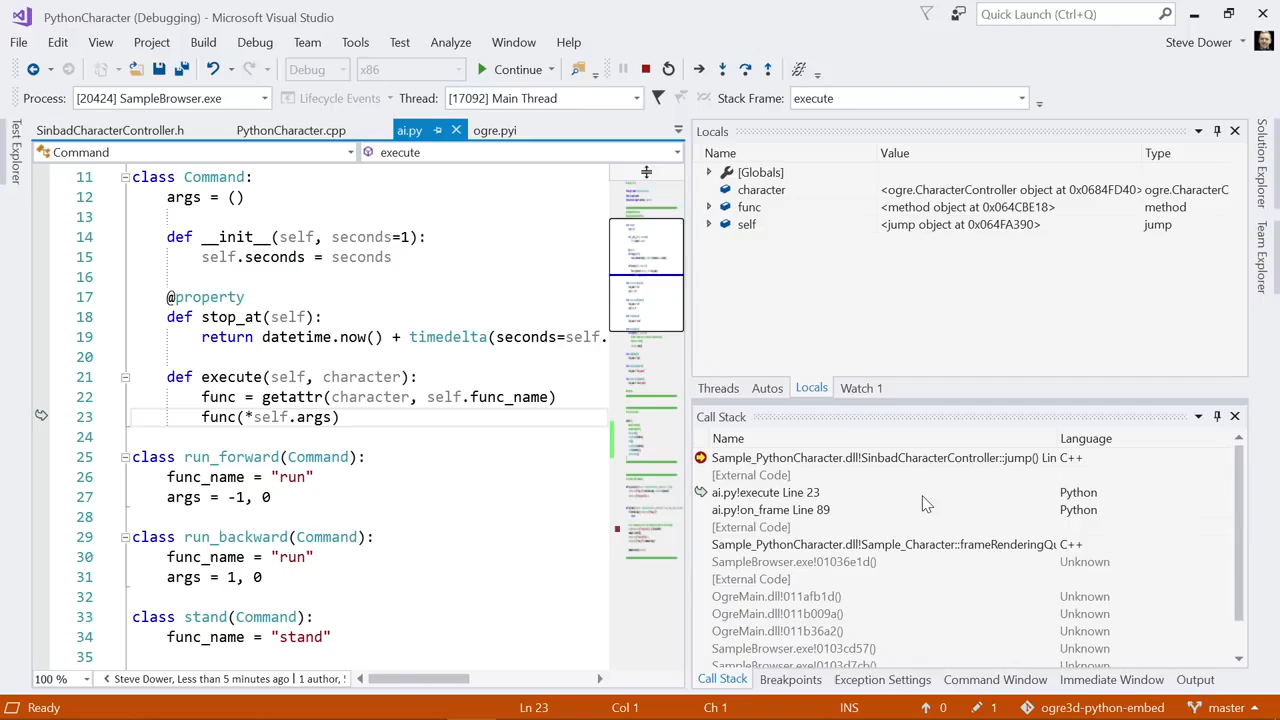 PythonCharacter (Debugging) - Microsoft Visual Studio
Quick Launch (Ctrl+Q)
File Edit View Project Build Debug Team Tools Test Analyze Window Help
Steve Dower
Debug x86 Continue
Process: [20424] SampleBrowser.exe Lifecycle Events Thread: [17092] Main Thread Stack Frame: execute
Test Explorer
SinbadCharacterController.h PythonCharacter.cpp ai.py ogre.pyi
Command execute
11 class Command:
12 args = ()
13
14 def __init__(self, seconds=1):
15 self.seconds = seconds
16
17 @property
18 def stop_at(self):
19 return datetime.now() + timedelta(seconds=self.
20
21 def execute(self, character):
22 func = getattr(character, self.func_name)
23 func(*self.args)
24
25 class run_forward(Command):
26 func_name = "run"
27 args = -1, 0
28
29 class run_backward(Command):
30 func_name = "run"
31 args = 1, 0
32
33 class stand(Command):
34 func_name = "stand"
35
100 % Steve Dower, Less than 5 minutes ago | 1 author,
Locals
Name Value Type
[Globals]
character <ogre.CharacterController object at 0x0684FD40> ogre.CharacterC
func <method object at 0x064CBE18> method
self <jump object at 0x064FA390> jump
Threads Autos Locals Watch 1
Call Stack
Name Language
Sample_PythonCharacter.dll!SinbadCharacterController::jump() C++
[External Code]
ai.py!execute Line Python
ai.py!on_frame Line 89 Python
[External Code]
Sample_PythonCharacter.dll!Sample_Character::frameRenderingQu
SampleBrowser.exe!01036e1d() Unknown
[External Code]
OgreMain.dll!011afb1d() Unknown
OgreMain.dll!011b009a() Unknown
OgreMain.dll!011b36a2() Unknown
SampleBrowser.exe!0103cd57() Unknown
SampleBrowser.exe!0103d7cb() Unknown
Call Stack Breakpoints Exception Settings Command Window Immediate Window Output
Solution Explorer
Team Explorer
Ready Ln 23 Col 1 Ch 1 INS 0 1 ogre3d-python-embed master